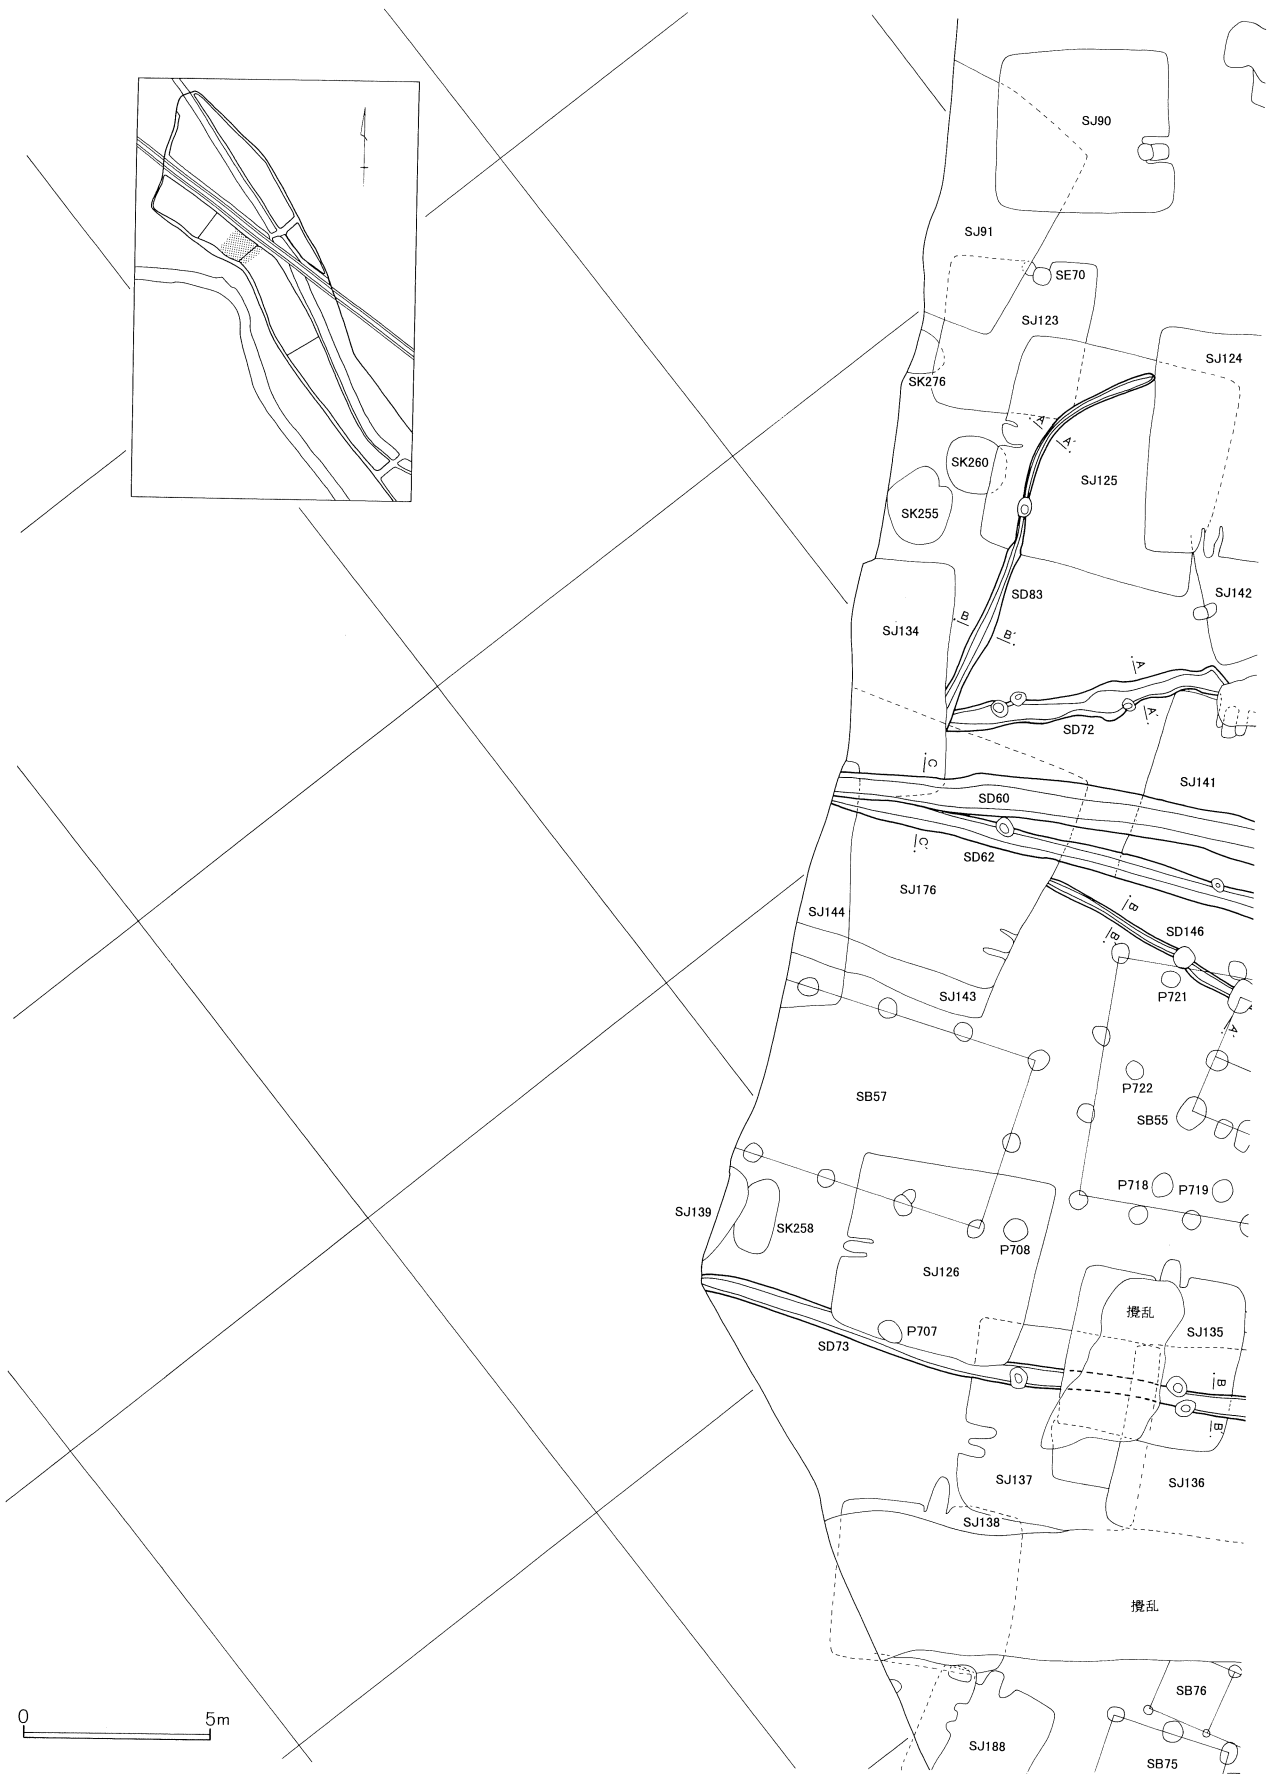 SJ90
SJ91
SE70
SJ123
SJ124
SK276
A
A′
SK260
SJ125
SK255
SJ142
SD83
B
B′
SJ134
A
A′
SD72
C
SJ141
SD60
C′
SD62
SJ176
SJ144
B
B′
SD146
P721
SJ143
A′
P722
SB57
SB55
P718
P719
SJ139
SK258
P708
SJ126
攪乱
P707
SJ135
SD73
B
B′
SJ137
SJ136
SJ138
攪乱
SB76
0
5m
SJ188
SB75